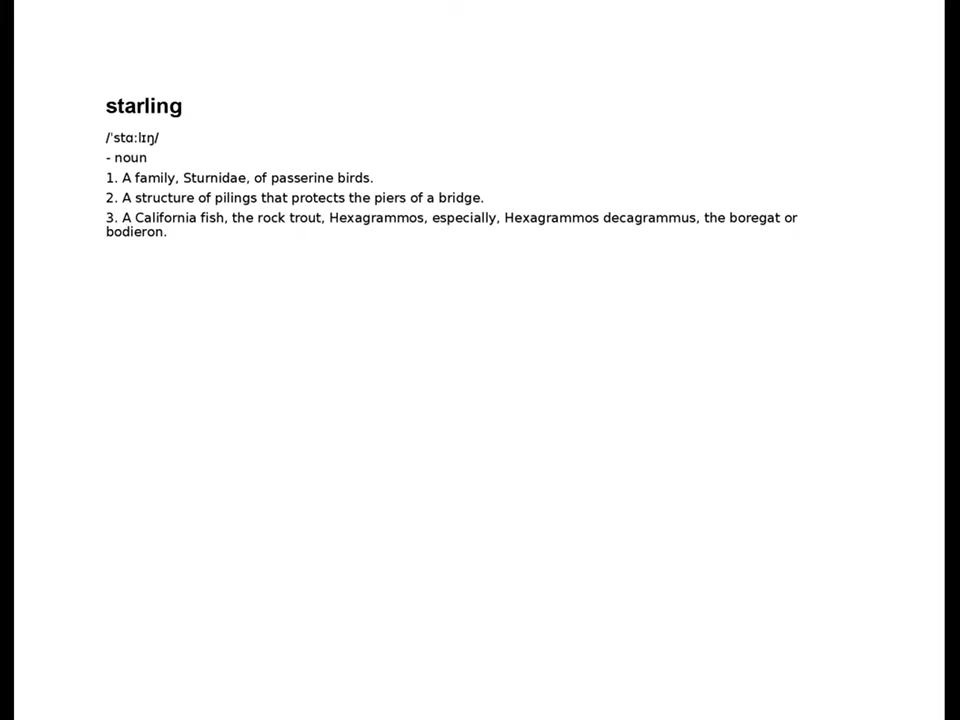 starling
/ˈstɑːlɪŋ/
- noun
1. A family, Sturnidae, of passerine birds.
2. A structure of pilings that protects the piers of a bridge.
3. A California fish, the rock trout, Hexagrammos, especially, Hexagrammos decagrammus, the boregat or
bodieron.